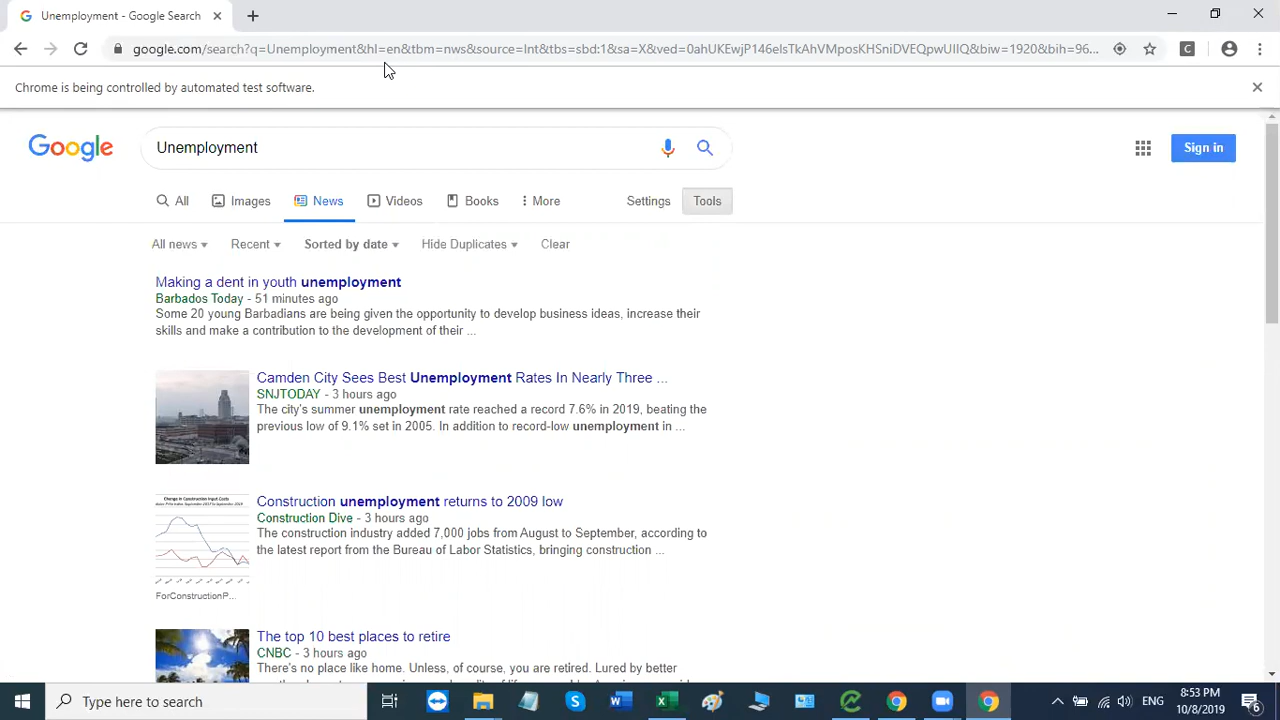 Unemployment - Google Search
google.com/search?q=Unemployment&hl=en&tbm=nws&source=lnt&tbs=sbd:1&sa=X&ved=0ahUKEwjP146elsTkAhVMposKHSniDVEQpwUIIQ&biw=1920&bih=96...
Chrome is being controlled by automated test software.
Google
Unemployment
Sign in
All Images News Videos Books More Settings Tools
All news Recent Sorted by date Hide Duplicates Clear
Making a dent in youth unemployment
Barbados Today - 51 minutes ago
Some 20 young Barbadians are being given the opportunity to develop business ideas, increase their
skills and make a contribution to the development of their ...
Camden City Sees Best Unemployment Rates In Nearly Three ...
SNJTODAY - 3 hours ago
The city's summer unemployment rate reached a record 7.6% in 2019, beating the
previous low of 9.1% set in 2005. In addition to record-low unemployment in ...
Construction unemployment returns to 2009 low
Construction Dive - 3 hours ago
The construction industry added 7,000 jobs from August to September, according to
the latest report from the Bureau of Labor Statistics, bringing construction ...
Change in Construction Input Costs
ForConstructionP...
The top 10 best places to retire
CNBC - 3 hours ago
There's no place like home. Unless, of course, you are retired. Lured by better
Type here to search
ENG
8:53 PM
10/8/2019
6